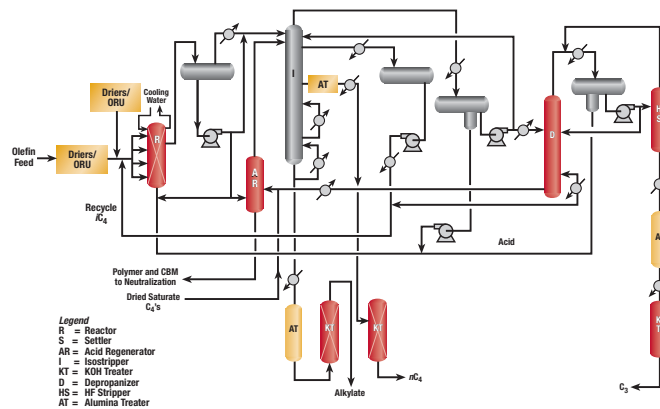 Driers/
ORU
Cooling
Water
R
Olefin
Feed
Driers/
ORU
Recycle
iC4
A
R
I
AT
D
H
S
Acid
Polymer and CBM
to Neutralization
Dried Saturate
C4's
AT
KT
KT
Alkylate
nC4
C3
Legend
R = Reactor
S = Settler
AR = Acid Regenerator
I = Isostripper
KT = KOH Treater
D = Depropanizer
HS = HF Stripper
AT = Alumina Treater